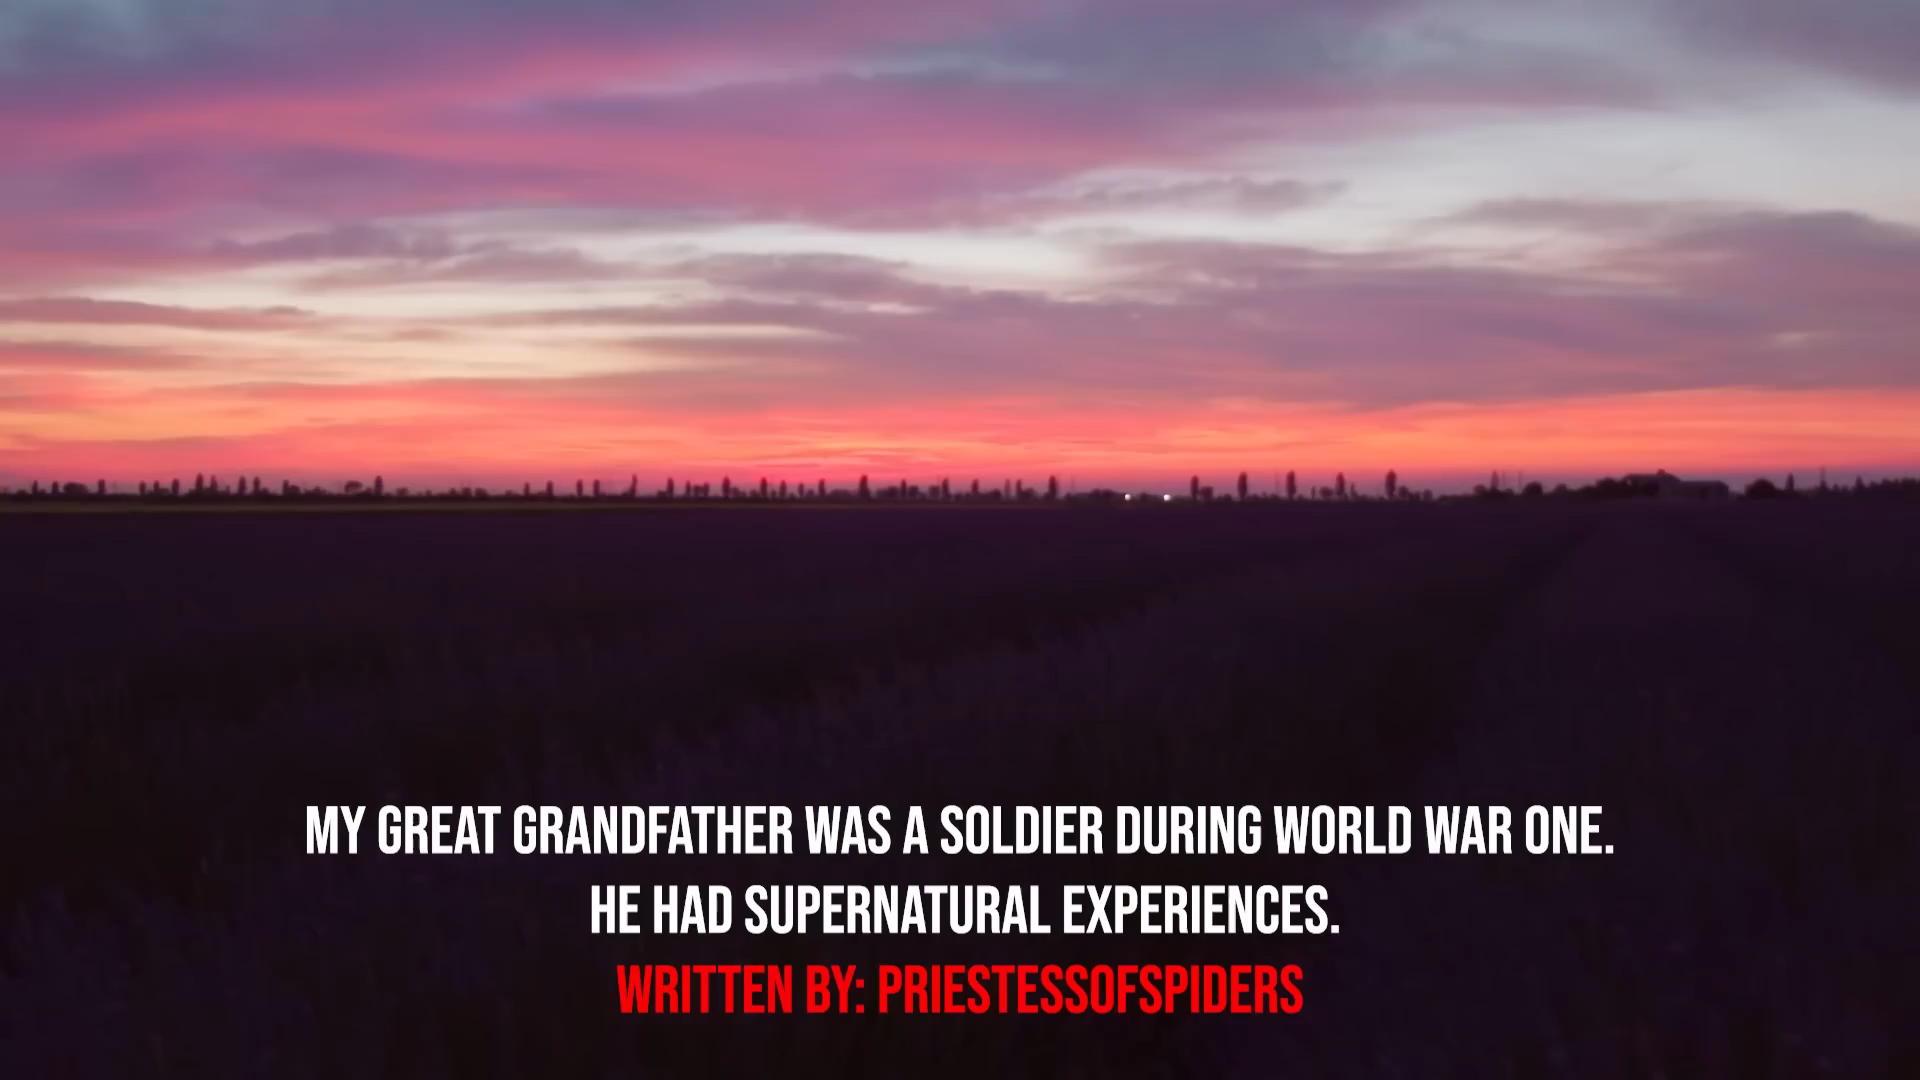 MY GREAT GRANDFATHER WAS A SOLDIER DURING WORLD WAR ONE.
HE HAD SUPERNATURAL EXPERIENCES.
WRITTEN BY: PRIESTESSOFSPIDERS